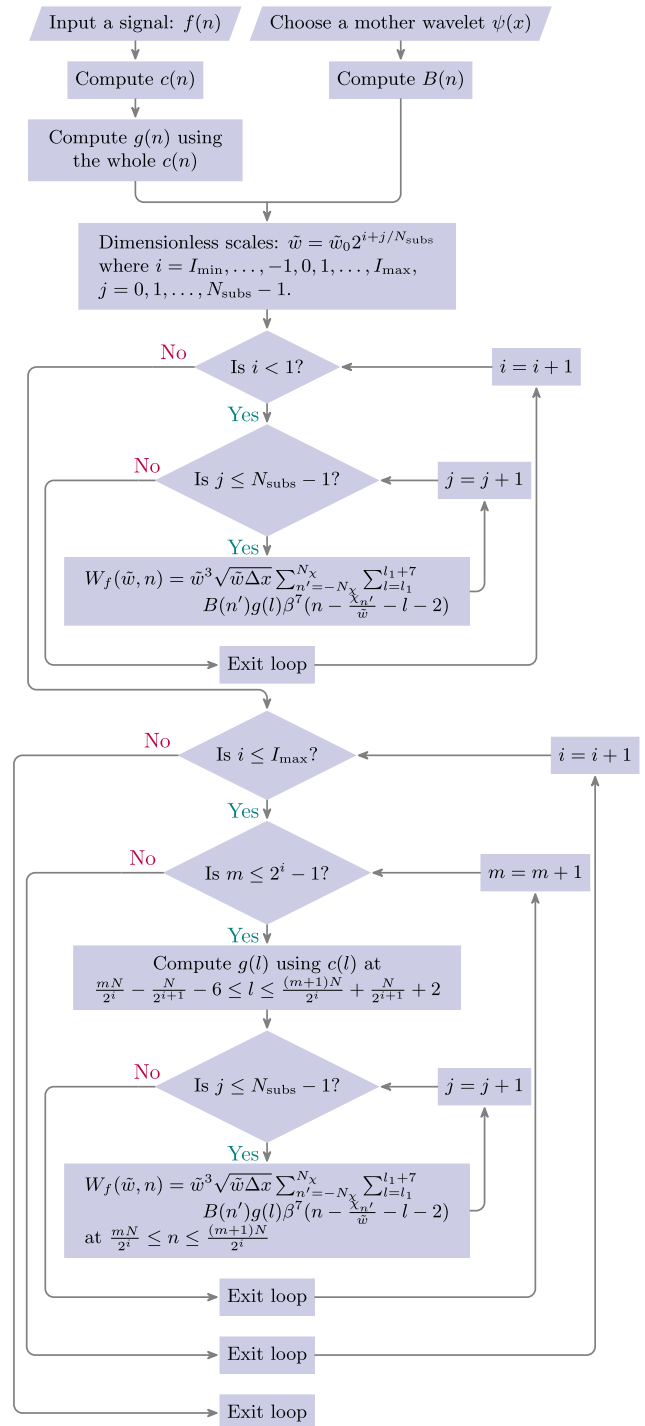 Input a signal: f(n)
Choose a mother wavelet ψ(x)
Compute c(n)
Compute B(n)
Compute g(n) using
the whole c(n)
Dimensionless scales: w̃ = w̃₀2^{i+j/N_subs}
where i = I_min, . . . , −1, 0, 1, . . . , I_max,
j = 0, 1, . . . , N_subs − 1.
No
Is i < 1?
i = i + 1
Yes
No
Is j ≤ N_subs − 1?
j = j + 1
Yes
W_f(w̃, n) = w̃³√(w̃Δx) ∑_{n′=−N_χ}^{N_χ} ∑_{l=l₁}^{l₁+7}
B(n′)g(l)β⁷(n − χ_{n′}/w̃ − l − 2)
Exit loop
No
Is i ≤ I_max?
i = i + 1
Yes
No
Is m ≤ 2^i − 1?
m = m + 1
Yes
Compute g(l) using c(l) at
mN/2^i − N/2^{i+1} − 6 ≤ l ≤ (m+1)N/2^i + N/2^{i+1} + 2
No
Is j ≤ N_subs − 1?
j = j + 1
Yes
W_f(w̃, n) = w̃³√(w̃Δx) ∑_{n′=−N_χ}^{N_χ} ∑_{l=l₁}^{l₁+7}
B(n′)g(l)β⁷(n − χ_{n′}/w̃ − l − 2)
at mN/2^i ≤ n ≤ (m+1)N/2^i
Exit loop
Exit loop
Exit loop